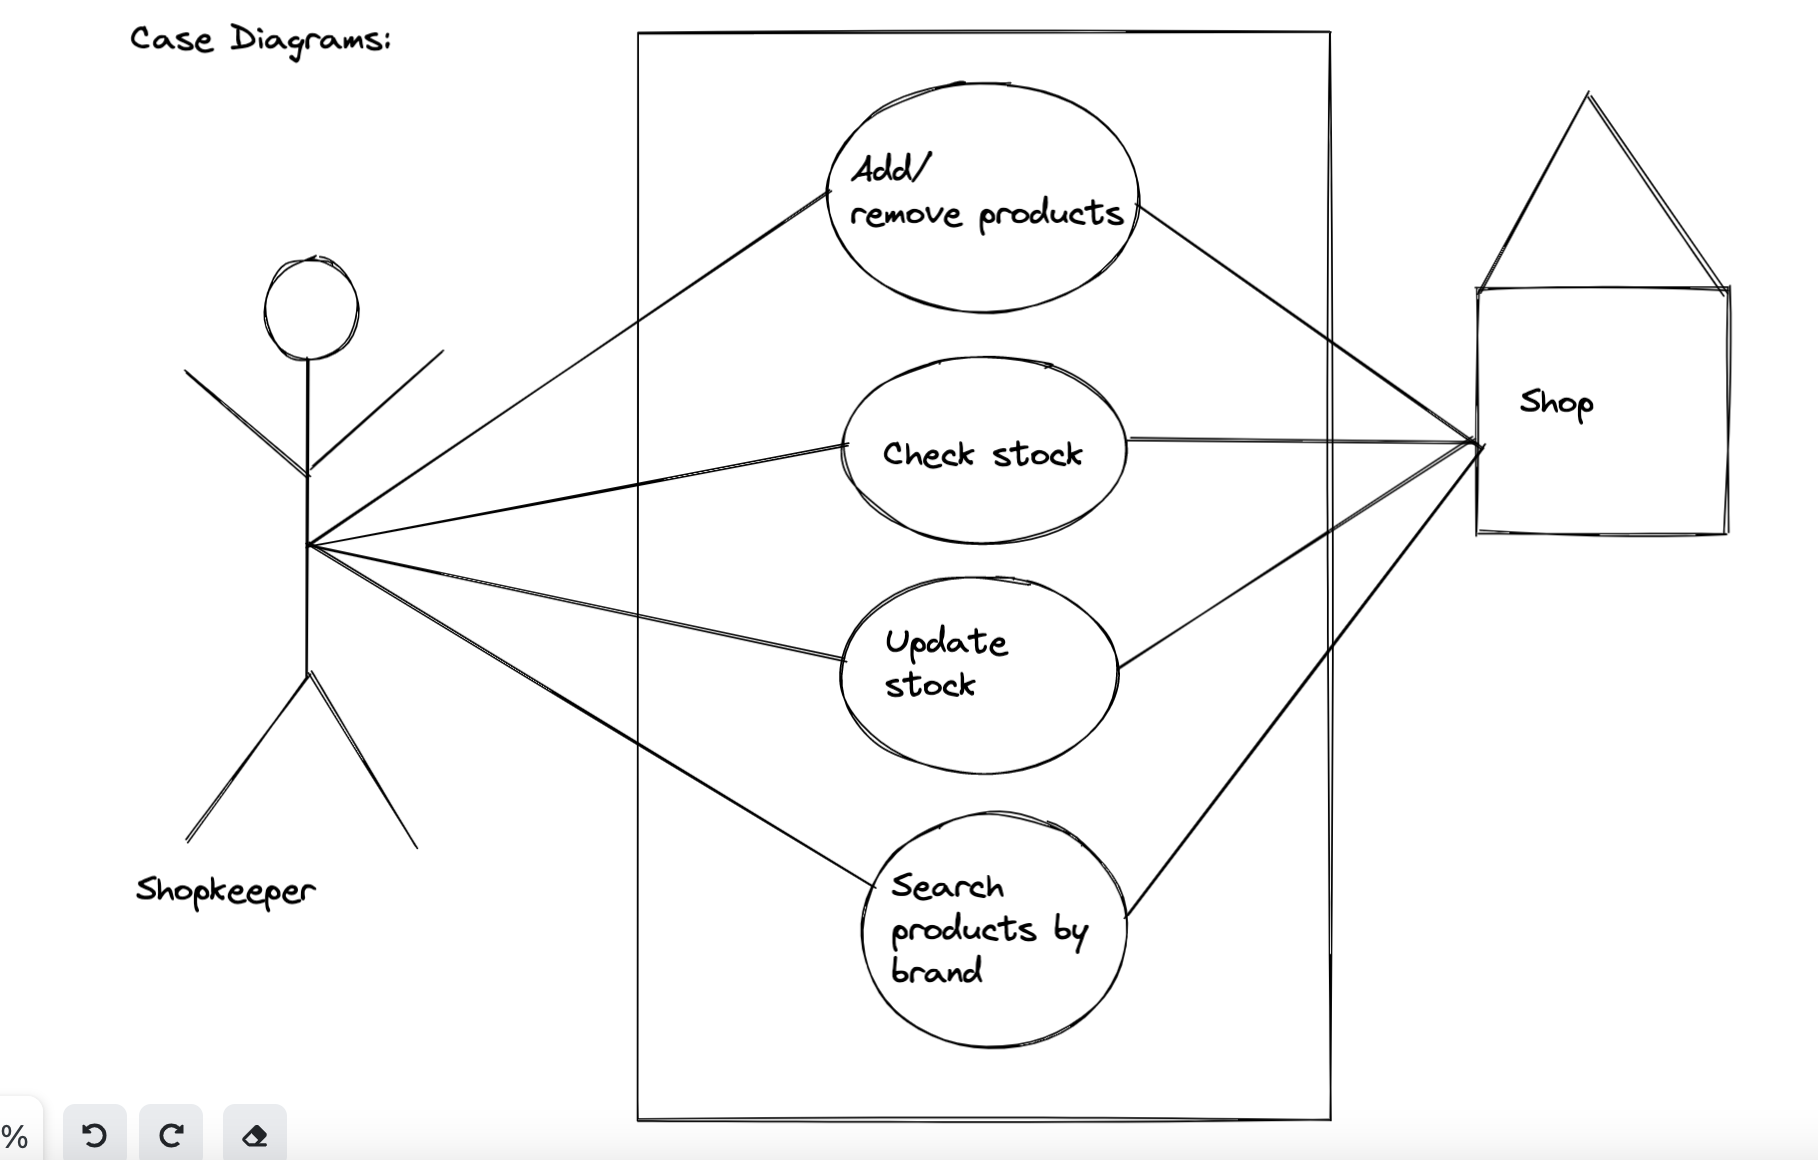 Case Diagrams:
Add/
remove products
Check stock
Shop
Update
stock
Search
products by
brand
Shopkeeper
%